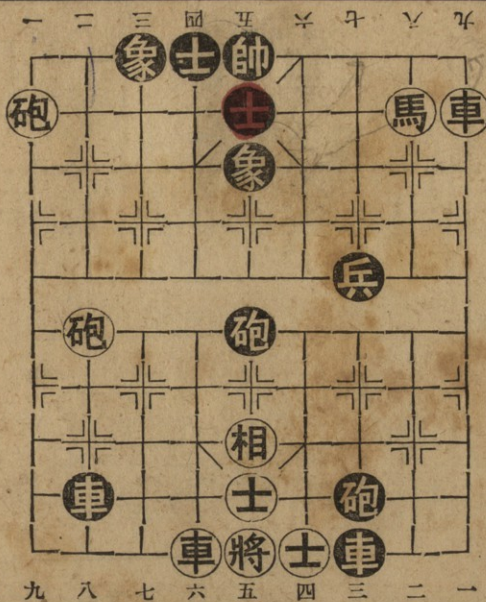 一 二 三 四 五 六 七 八 九
象 士 帥
砲 士 馬 車
象
兵
砲 砲
相
車 士 砲
車 將 士 車
九 八 七 六 五 四 三 二 一